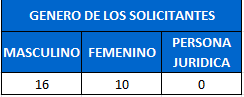 GENERO DE LOS SOLICITANTES
MASCULINO FEMENINO PERSONA JURIDICA
16 10 0